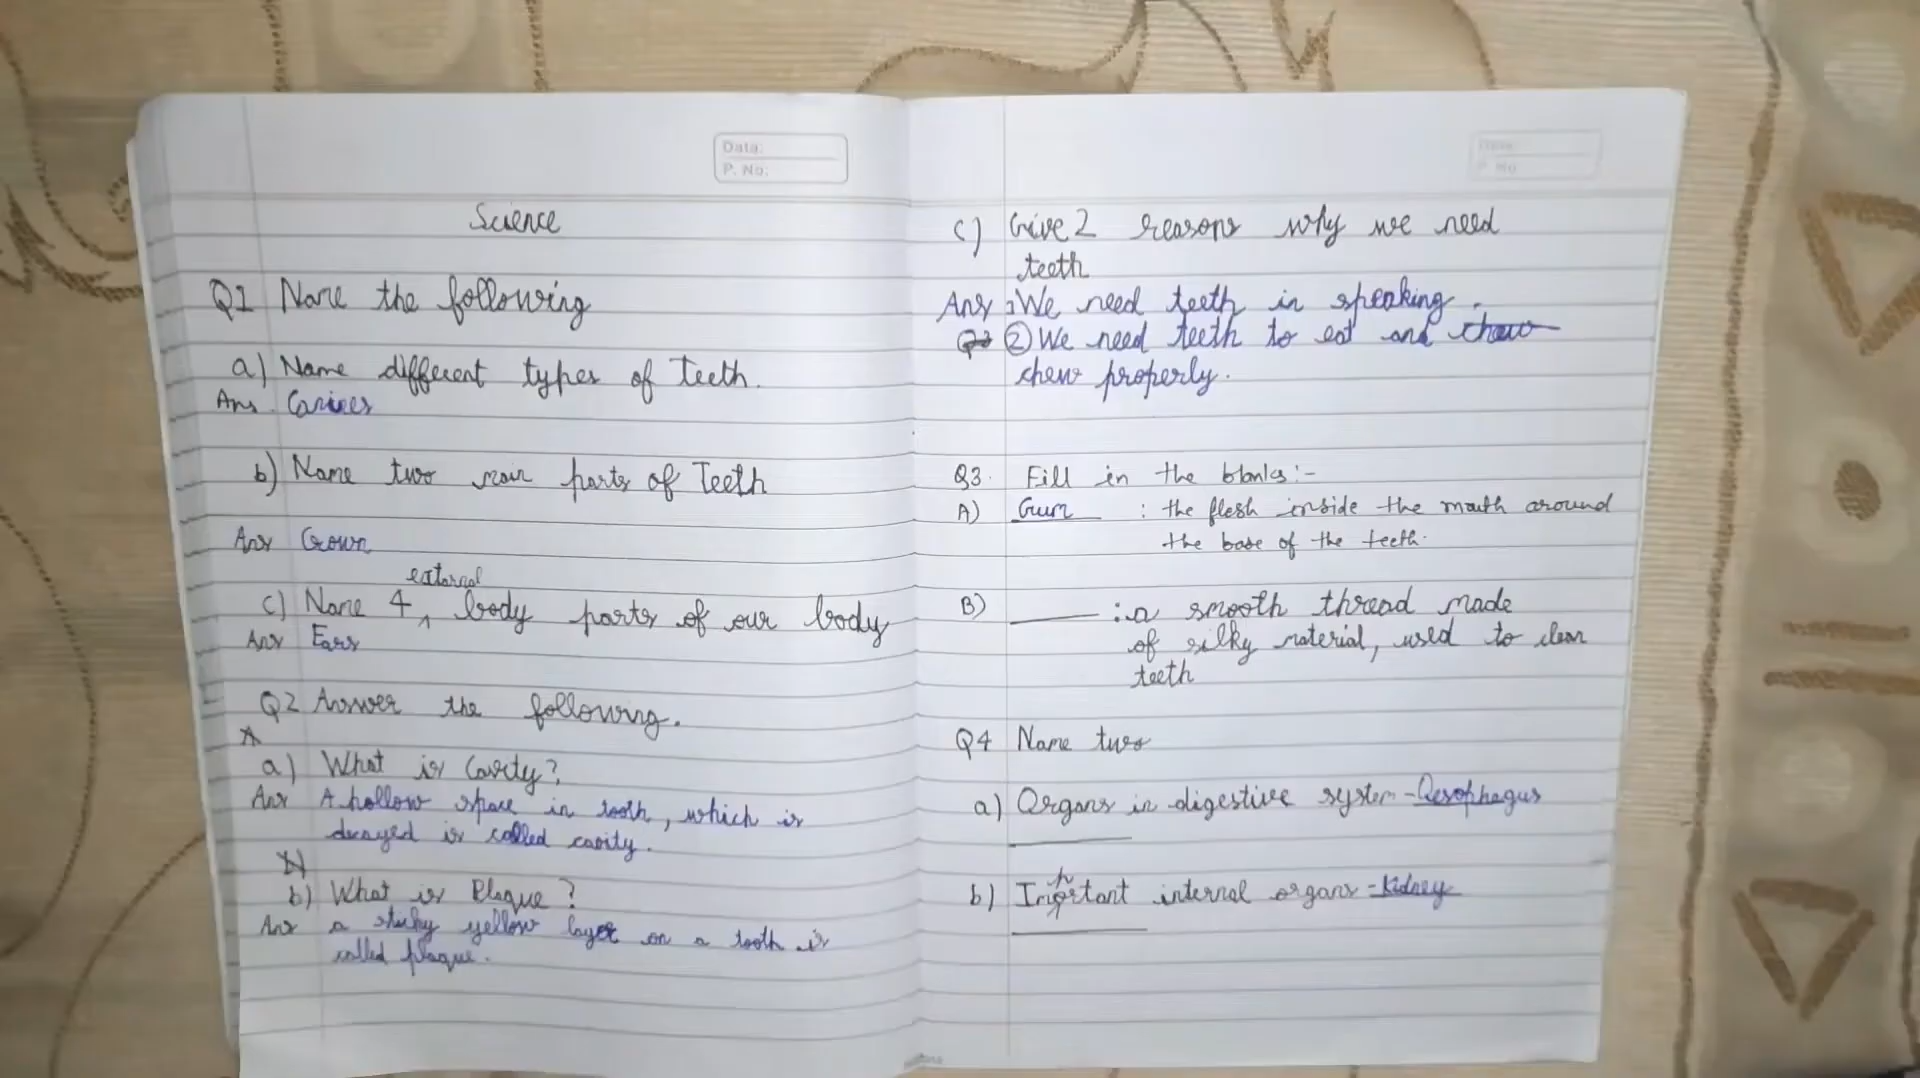 Data:
P. No:
Science
Q1 Name the following
a) Name different types of Teeth.
Ans. Canines
b) Name two main parts of Teeth
Ans Crown
external
c) Name 4 ^ body parts of our body
Ans Ears
Q2 Answer the following.
a) What is Cavity?
Ans A hollow space in tooth, which is
decayed is called cavity.
b) What is Plaque?
Ans a sticky yellow layer on a tooth is
called plaque.
P. No
c) Give 2 reasons why we need
teeth
Ans We need teeth in speaking.
② We need teeth to eat and chew
chew properly.
Q3. Fill in the blanks:-
A) Gum : the flesh inside the mouth around
the base of the teeth.
B) ______ : a smooth thread made
of silky material, used to clean
teeth
Q4 Name two
a) Organs in digestive system - Oesophagus
b) Important internal organs = Kidney